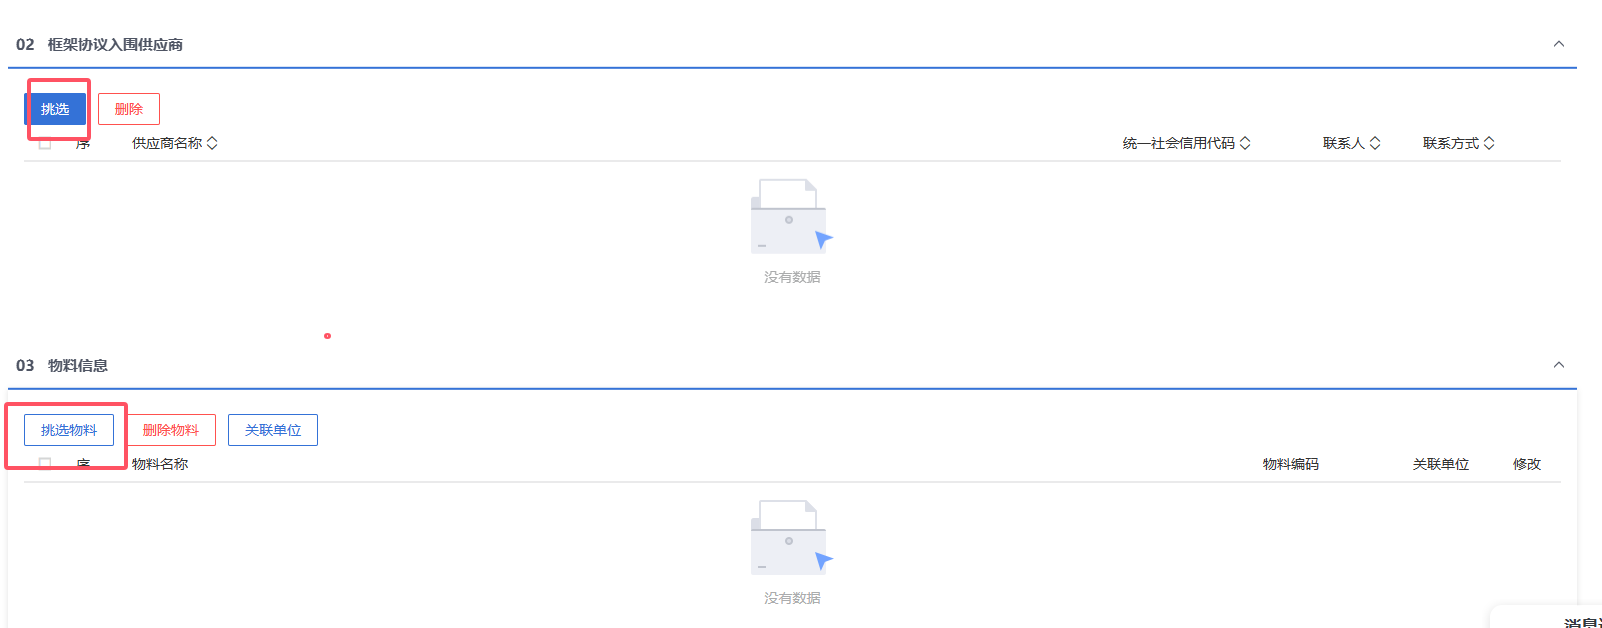 02 框架协议入围供应商
挑选 删除
序 供应商名称 统一社会信用代码 联系人 联系方式
没有数据
03 物料信息
挑选物料 删除物料 关联单位
序 物料名称 物料编码 关联单位 修改
没有数据
消息